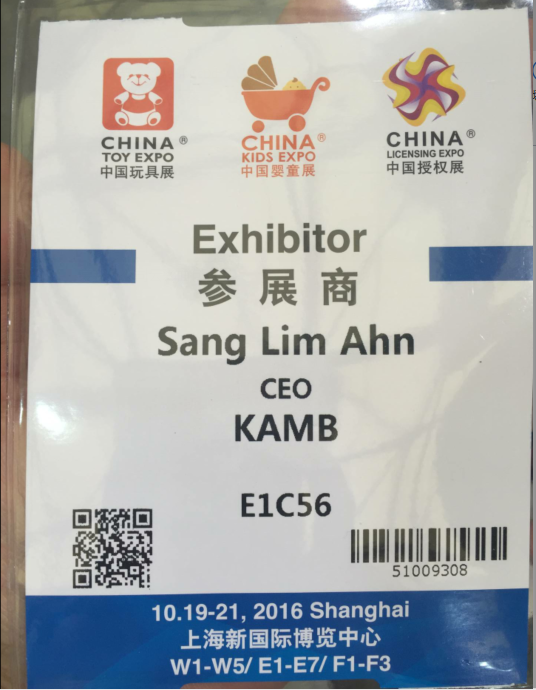 CHINA®
TOY EXPO
中国玩具展
CHINA®
KIDS EXPO
中国婴童展
CHINA®
LICENSING EXPO
中国授权展
Exhibitor
参展商
Sang Lim Ahn
CEO
KAMB
E1C56
51009308
10.19-21, 2016 Shanghai
上海新国际博览中心
W1-W5/ E1-E7/ F1-F3